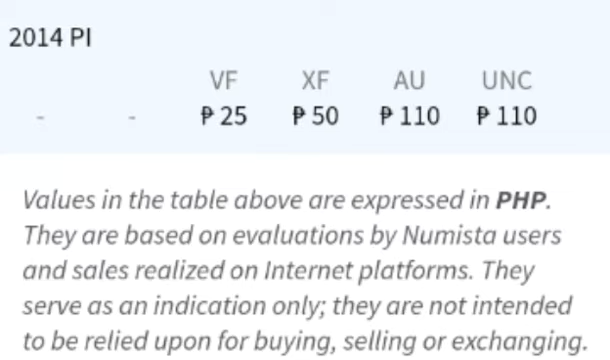 2014 PI
VF XF AU UNC
- - ₱ 25 ₱ 50 ₱ 110 ₱ 110
Values in the table above are expressed in PHP.
They are based on evaluations by Numista users
and sales realized on Internet platforms. They
serve as an indication only; they are not intended
to be relied upon for buying, selling or exchanging.